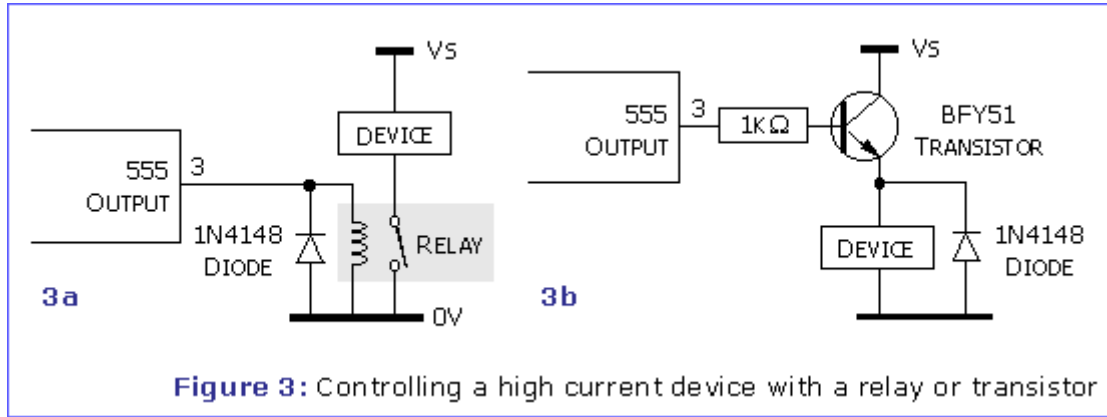 VS
DEVICE
555
OUTPUT
3
1N4148
DIODE
RELAY
0V
3a
VS
555
OUTPUT
3
1KΩ
BFY51
TRANSISTOR
DEVICE
1N4148
DIODE
3b
Figure 3: Controlling a high current device with a relay or transistor